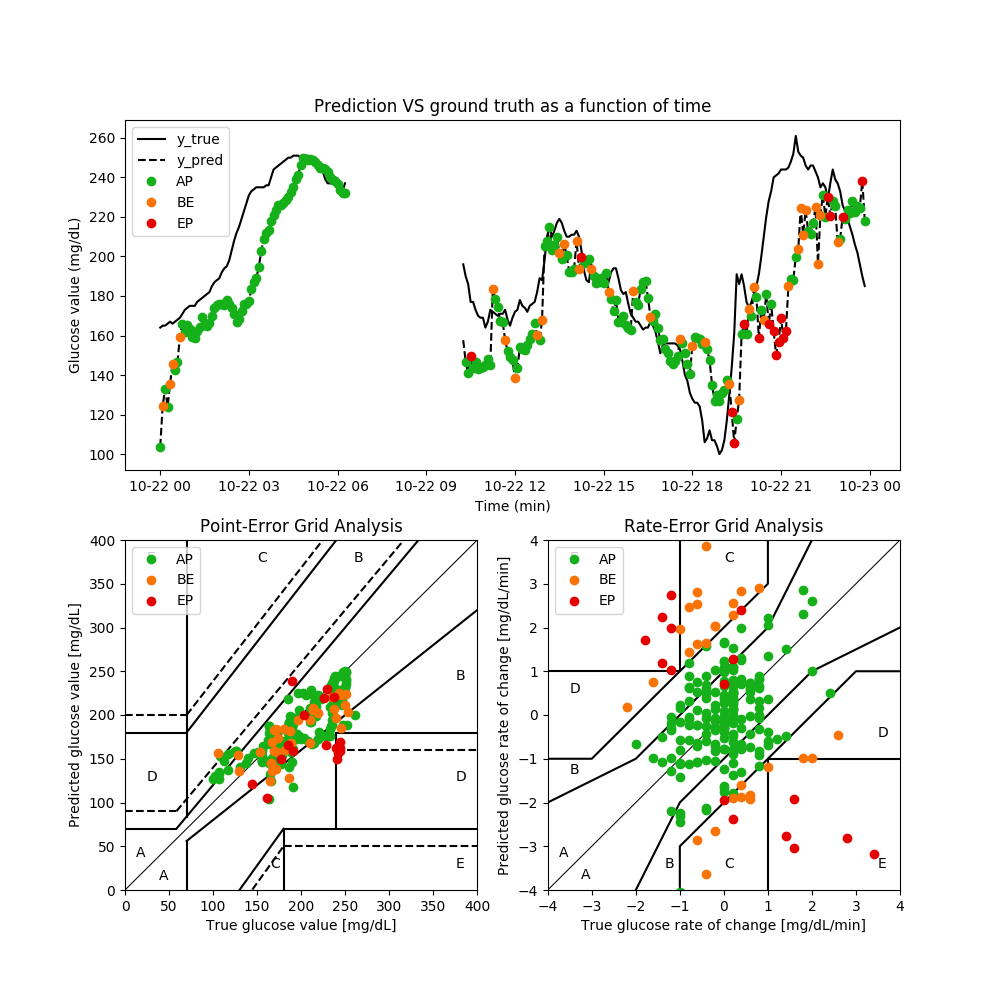 Prediction VS ground truth as a function of time
Glucose value (mg/dL)
260
240
220
200
180
160
140
120
100
y_true
y_pred
AP
BE
EP
10-22 00 10-22 03 10-22 06 10-22 09 10-22 12 10-22 15 10-22 18 10-22 21 10-23 00
Time (min)
Point-Error Grid Analysis
Predicted glucose value [mg/dL]
400
350
300
250
200
150
100
50
0
AP
BE
EP
C
B
B
D
D
A
A
C
E
0 50 100 150 200 250 300 350 400
True glucose value [mg/dL]
Rate-Error Grid Analysis
Predicted glucose rate of change [mg/dL/min]
4
3
2
1
0
−1
−2
−3
−4
AP
BE
EP
C
D
D
B
A
A
B
C
E
−4 −3 −2 −1 0 1 2 3 4
True glucose rate of change [mg/dL/min]